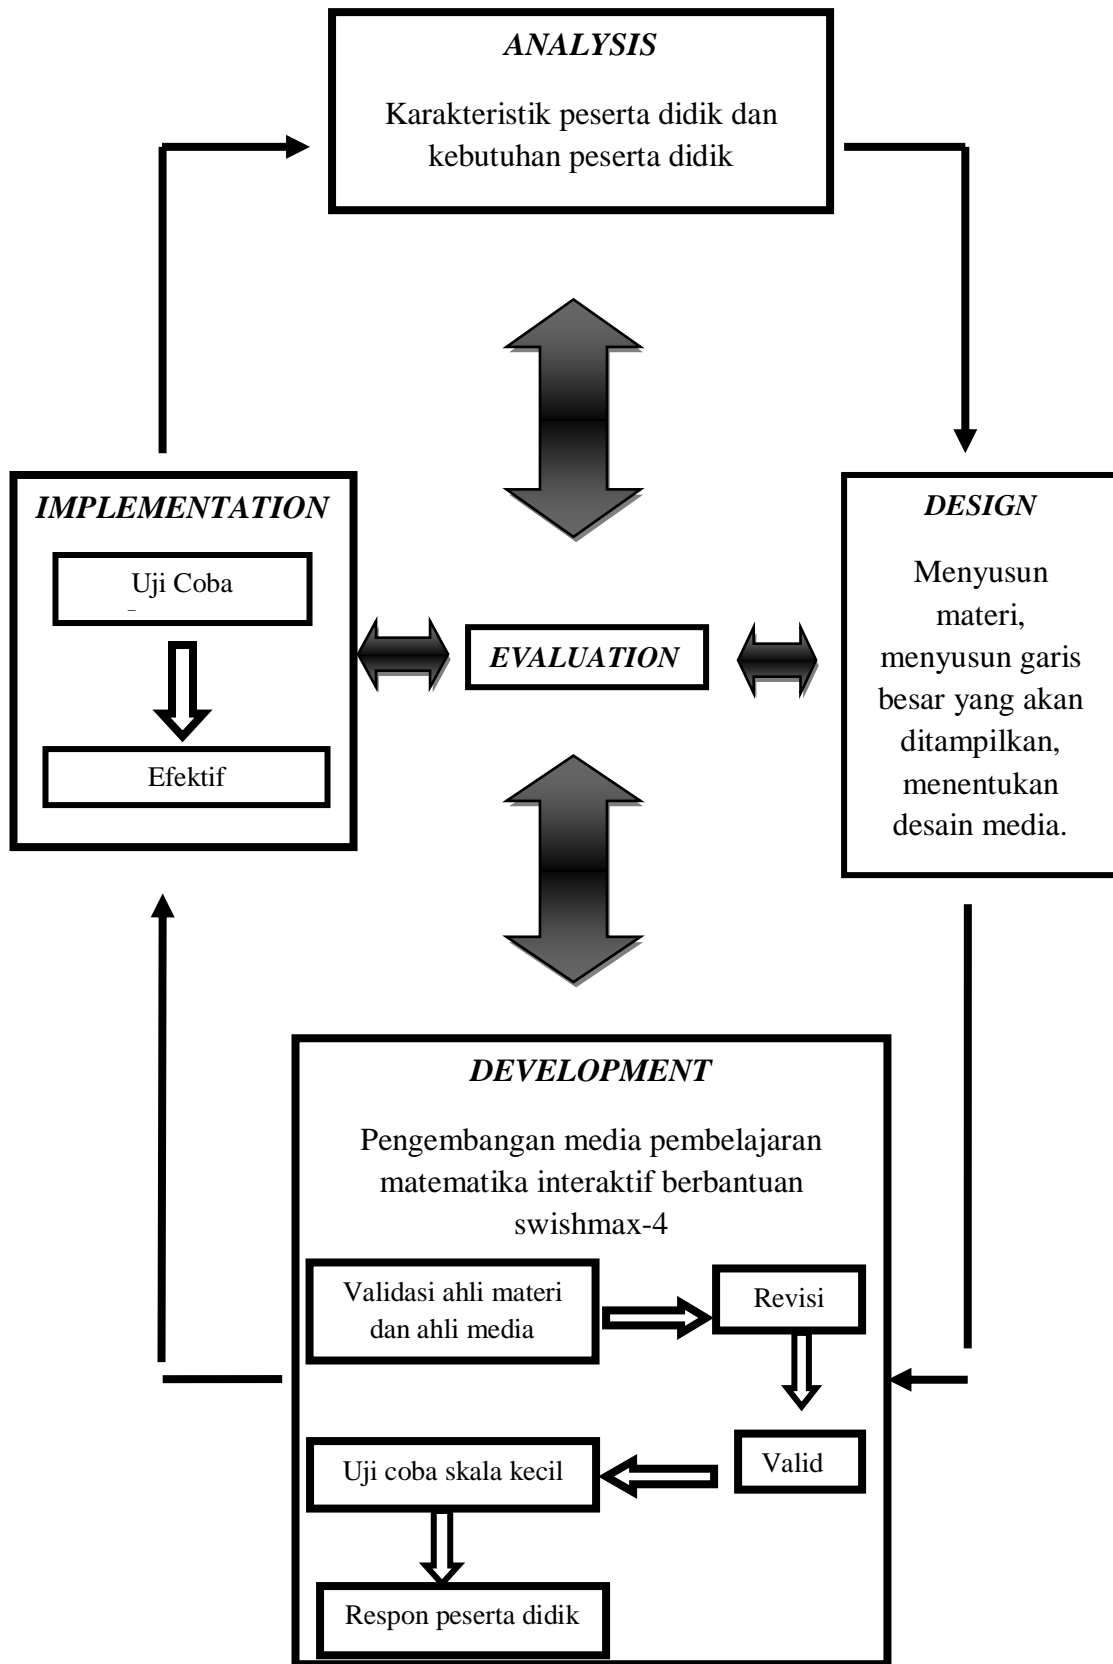 ANALYSIS
Karakteristik peserta didik dan
kebutuhan peserta didik
IMPLEMENTATION
Uji Coba
Efektif
EVALUATION
DESIGN
Menyusun
materi,
menyusun garis
besar yang akan
ditampilkan,
menentukan
desain media.
DEVELOPMENT
Pengembangan media pembelajaran
matematika interaktif berbantuan
swishmax-4
Validasi ahli materi
dan ahli media
Revisi
Valid
Uji coba skala kecil
Respon peserta didik